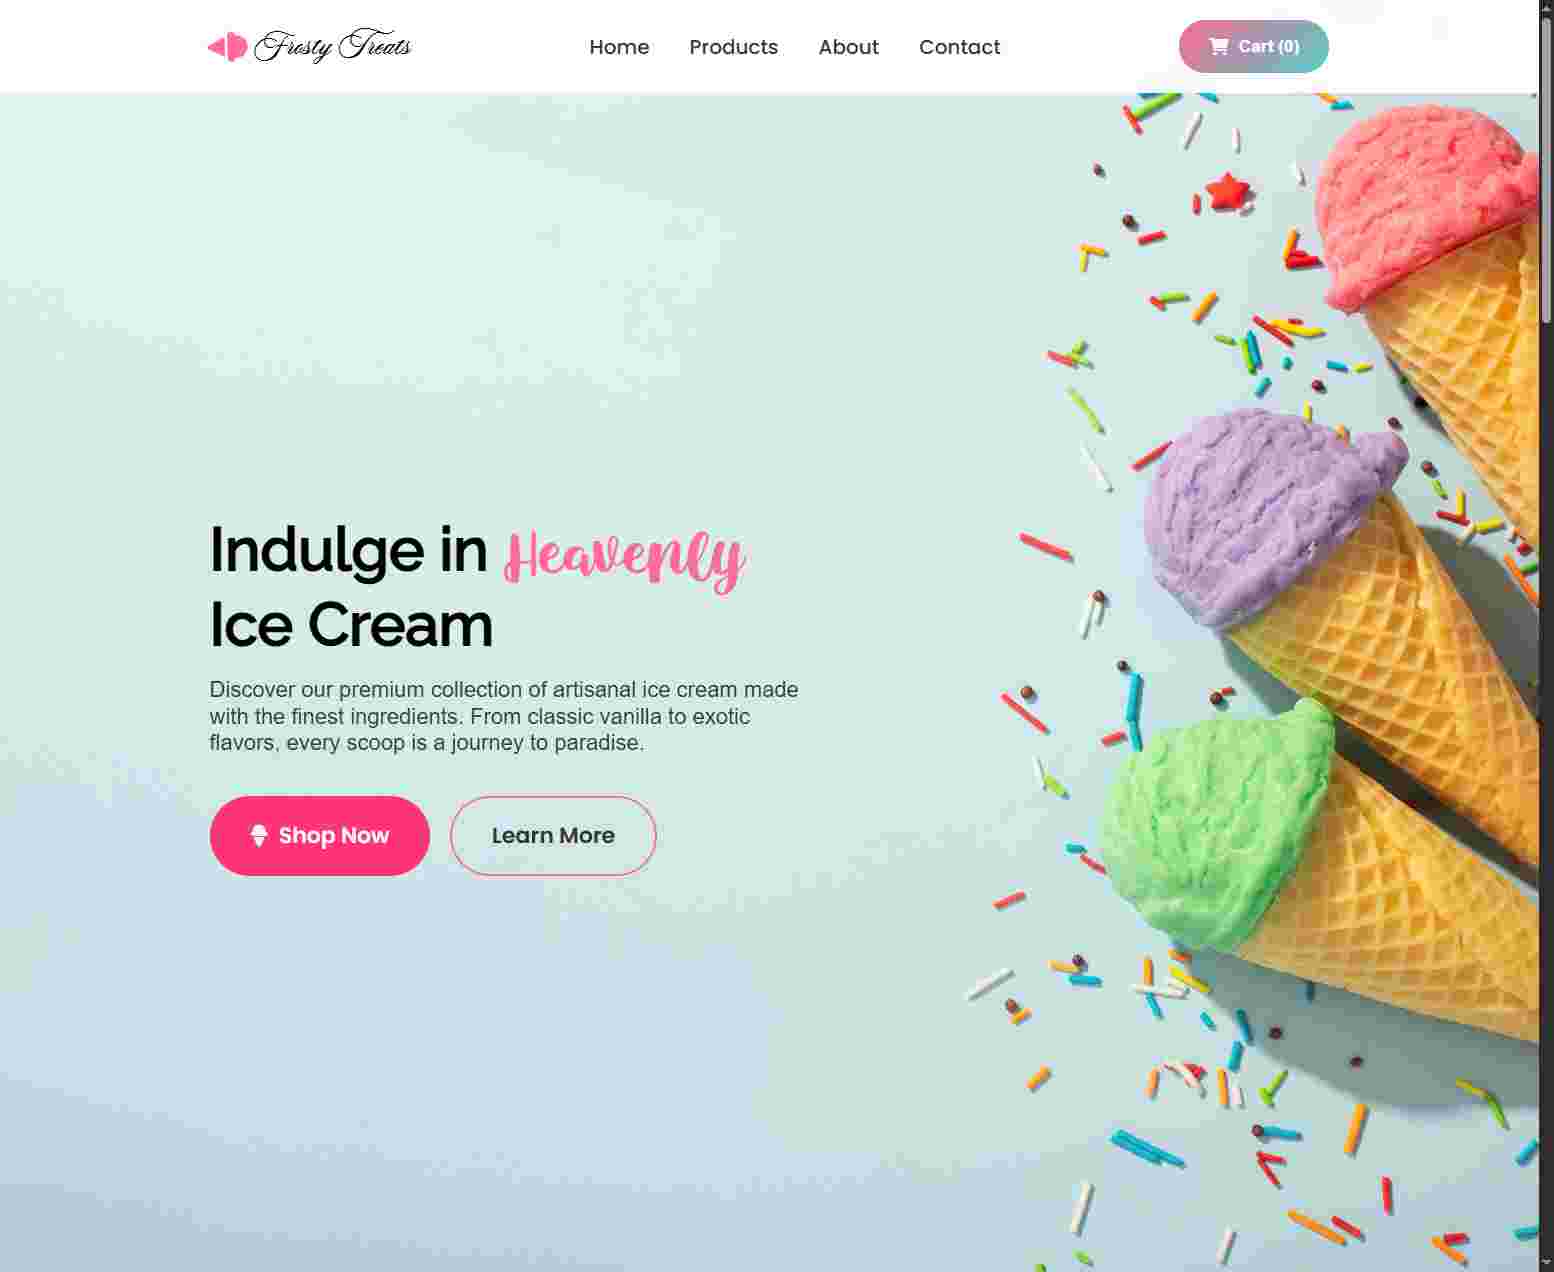 Frosty Treats
Home Products About Contact
Cart (0)
Indulge in Heavenly
Ice Cream
Discover our premium collection of artisanal ice cream made
with the finest ingredients. From classic vanilla to exotic
flavors, every scoop is a journey to paradise.
Shop Now
Learn More